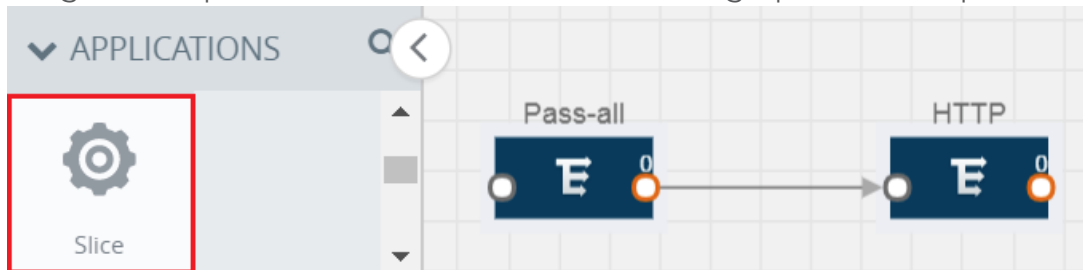 APPLICATIONS
Pass-all
HTTP
0
0
Slice